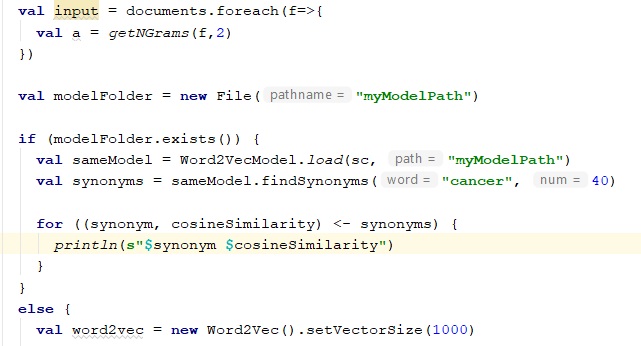 val input = documents.foreach(f=>{
  val a = getNGrams(f,2)
})
val modelFolder = new File( pathname = "myModelPath")
if (modelFolder.exists()) {
  val sameModel = Word2VecModel.load(sc, path = "myModelPath")
  val synonyms = sameModel.findSynonyms( word = "cancer", num = 40)
  for ((synonym, cosineSimilarity) <- synonyms) {
    println(s"$synonym $cosineSimilarity")
  }
}
else {
  val word2vec = new Word2Vec().setVectorSize(1000)